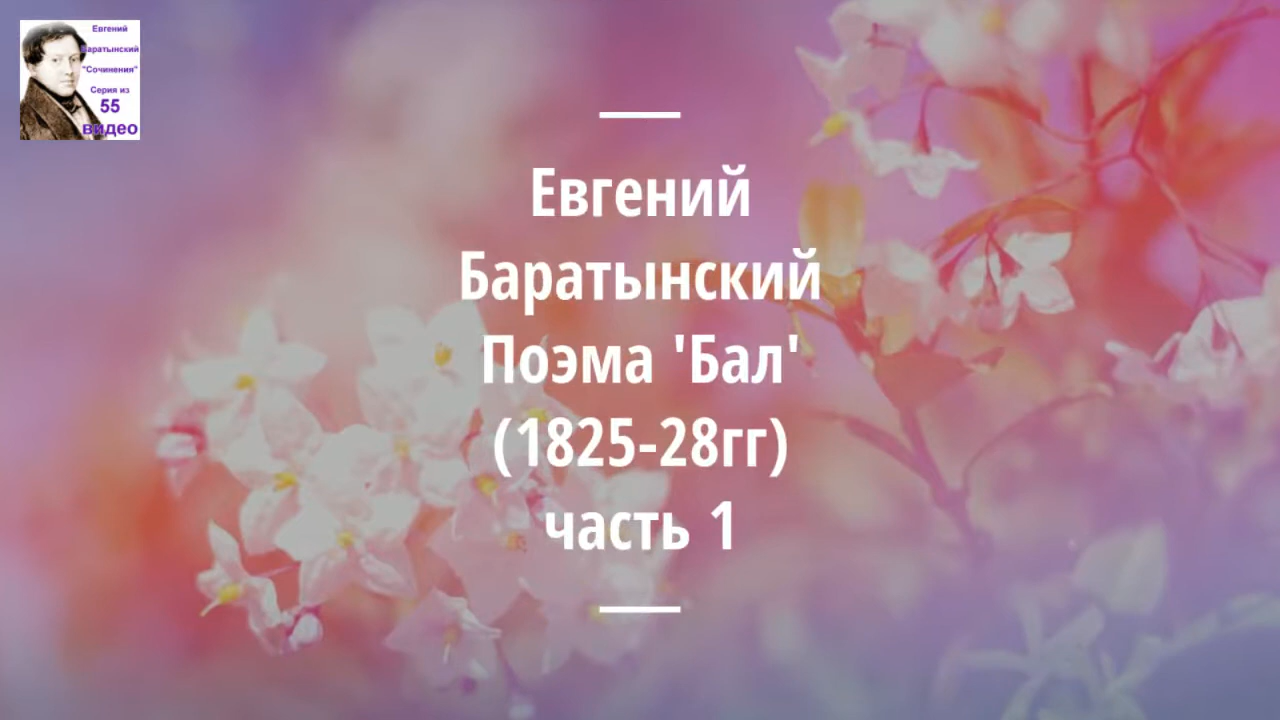 Евгений
Баратынский
"Сочинения"
Серия из
55
видео
Евгений
Баратынский
Поэма 'Бал'
(1825-28гг)
часть 1